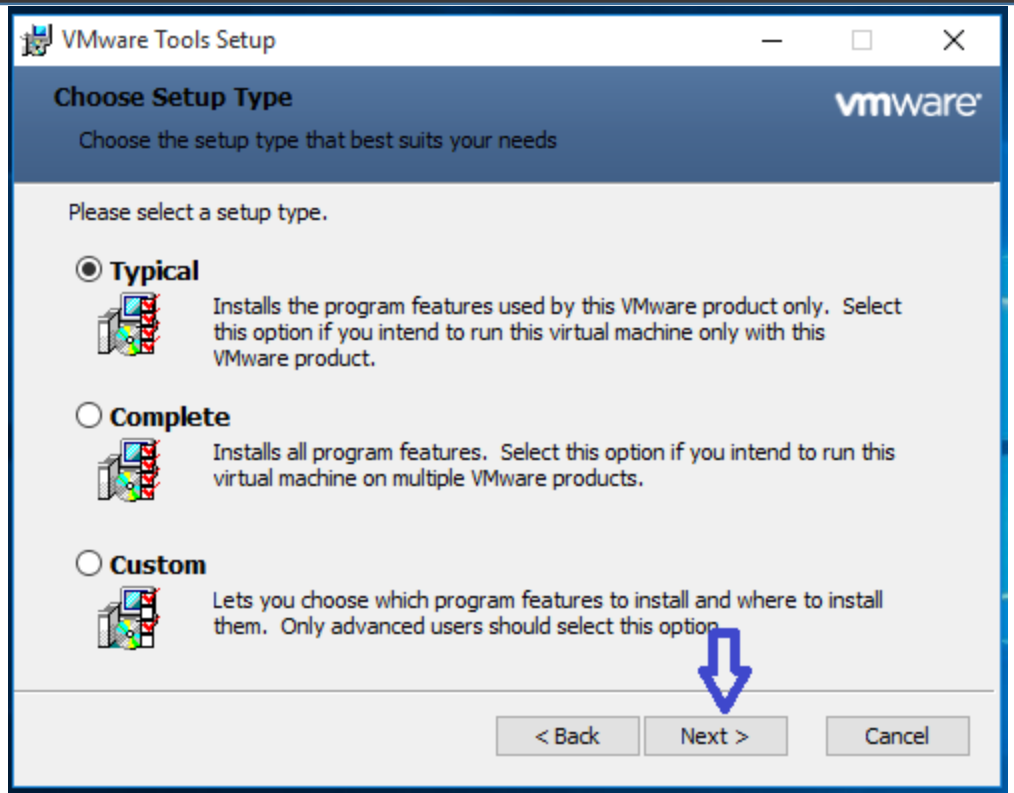 VMware Tools Setup
Choose Setup Type
vmware
Choose the setup type that best suits your needs
Please select a setup type.
Typical
Installs the program features used by this VMware product only. Select
this option if you intend to run this virtual machine only with this
VMware product.
Complete
Installs all program features. Select this option if you intend to run this
virtual machine on multiple VMware products.
Custom
Lets you choose which program features to install and where to install
them. Only advanced users should select this option
< Back
Next >
Cancel